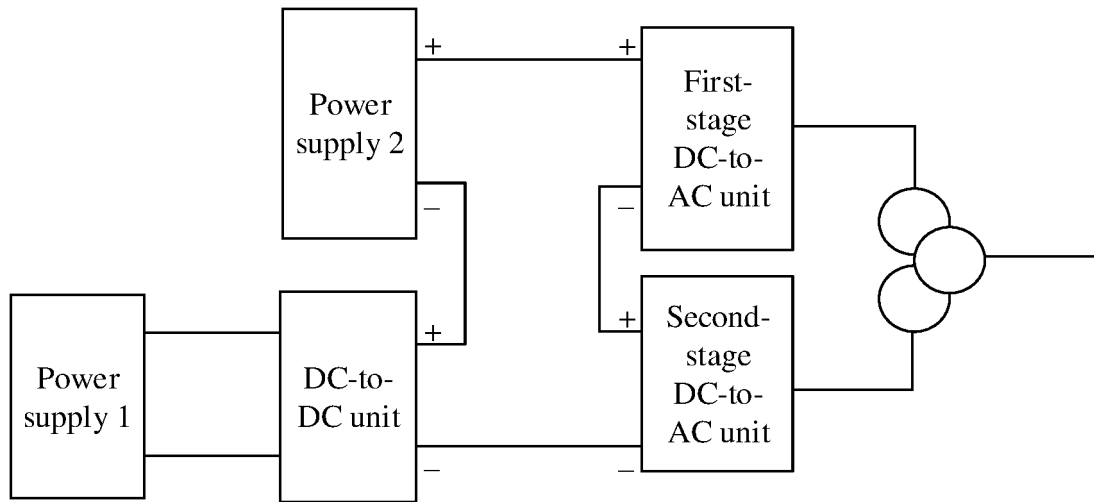 Power
supply 2
+
−
+
−
First-
stage
DC-to-
AC unit
Power
supply 1
DC-to-
DC unit
+
−
+
−
Second-
stage
DC-to-
AC unit